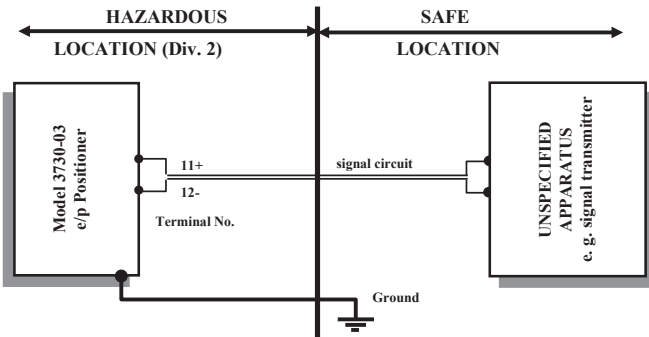 HAZARDOUS
SAFE
LOCATION (Div. 2)
LOCATION
Model 3730-03
e/p Positioner
11+
12-
Terminal No.
signal circuit
UNSPECIFIED
APPARATUS
e. g. signal transmitter
Ground